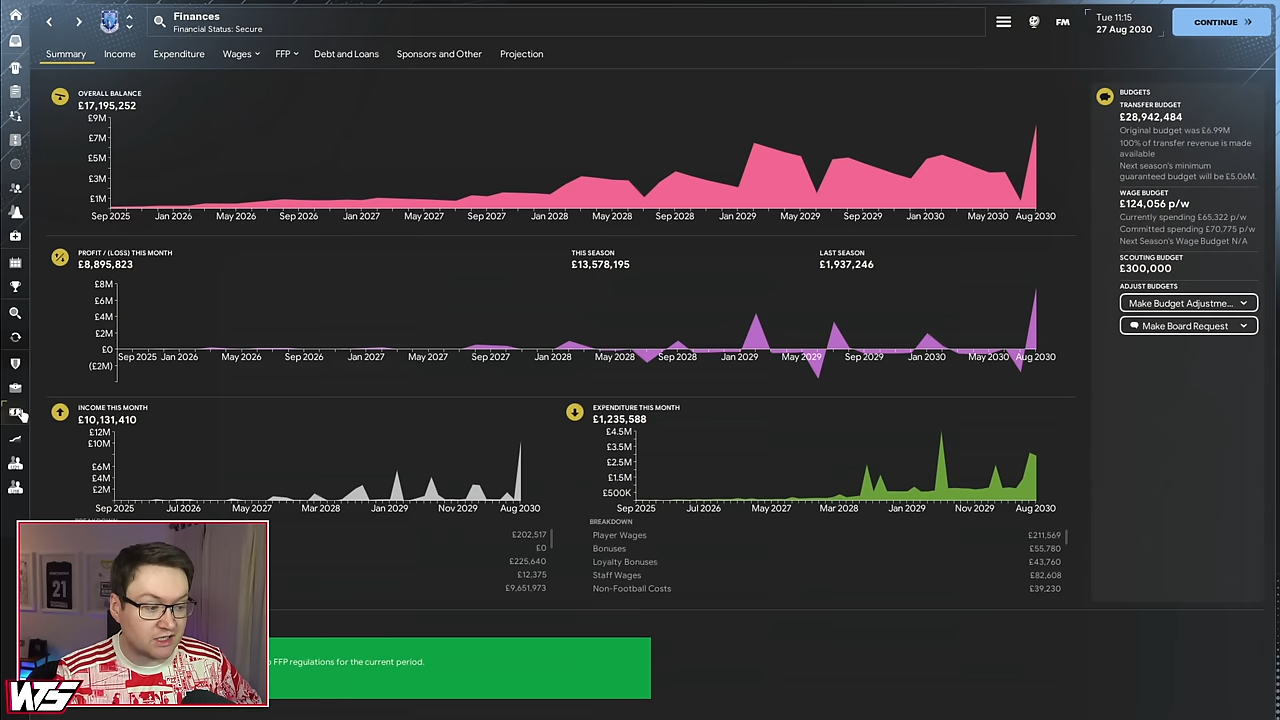 Finances
Financial Status: Secure
FM
Tue 11:15
27 Aug 2030
CONTINUE
Summary
Income
Expenditure
Wages
FFP
Debt and Loans
Sponsors and Other
Projection
OVERALL BALANCE
£17,195,252
£9M
£7M
£5M
£3M
£1M
Sep 2025 Jan 2026 May 2026 Sep 2026 Jan 2027 May 2027 Sep 2027 Jan 2028 May 2028 Sep 2028 Jan 2029 May 2029 Sep 2029 Jan 2030 May 2030 Aug 2030
PROFIT / (LOSS) THIS MONTH
£8,895,823
THIS SEASON
£13,578,195
LAST SEASON
£1,937,246
£8M
£6M
£4M
£2M
£0
(£2M)
Sep 2025 Jan 2026 May 2026 Sep 2026 Jan 2027 May 2027 Sep 2027 Jan 2028 May 2028 Sep 2028 Jan 2029 May 2029 Sep 2029 Jan 2030 May 2030 Aug 2030
INCOME THIS MONTH
£10,131,410
£12M
£10M
£6M
£4M
£2M
Sep 2025 Jul 2026 May 2027 Mar 2028 Jan 2029 Nov 2029 Aug 2030
£202,517
£0
£225,640
£12,375
£9,651,973
EXPENDITURE THIS MONTH
£1,235,588
£4.5M
£3.5M
£2.5M
£1.5M
£500K
Sep 2025 Jul 2026 May 2027 Mar 2028 Jan 2029 Nov 2029 Aug 2030
BREAKDOWN
Player Wages £211,569
Bonuses £55,780
Loyalty Bonuses £43,760
Staff Wages £82,608
Non-Football Costs £39,230
FFP regulations for the current period.
BUDGETS
TRANSFER BUDGET
£28,942,484
Original budget was £6.99M
100% of transfer revenue is made
available
Next season's minimum
guaranteed budget will be £5.06M.
WAGE BUDGET
£124,056 p/w
Currently spending £65,322 p/w
Committed spending £70,775 p/w
Next Season's Wage Budget N/A
SCOUTING BUDGET
£300,000
ADJUST BUDGETS
Make Budget Adjustme...
Make Board Request
21
WTS